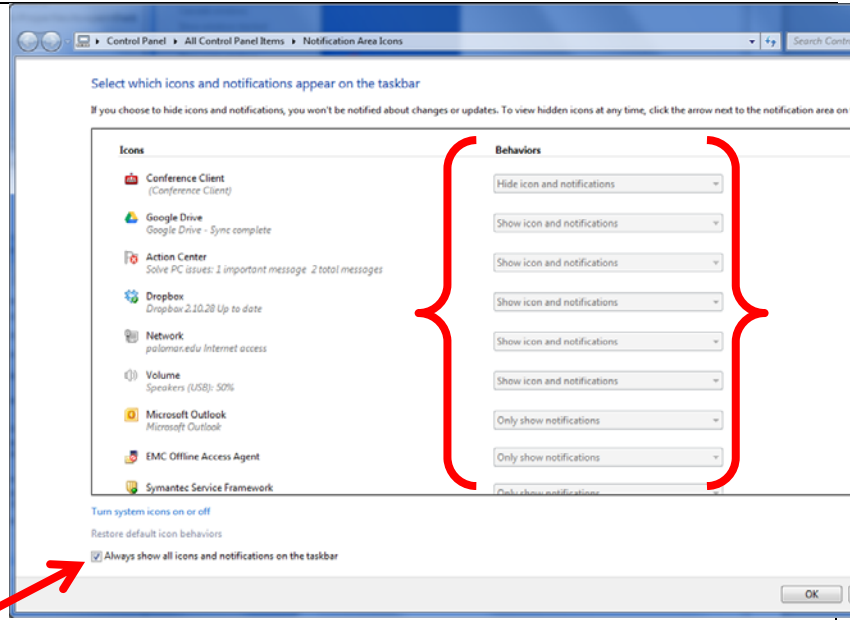 Control Panel ▸ All Control Panel Items ▸ Notification Area Icons
Search Contr
Select which icons and notifications appear on the taskbar
If you choose to hide icons and notifications, you won't be notified about changes or updates. To view hidden icons at any time, click the arrow next to the notification area on
Icons Behaviors
Conference Client
(Conference Client)
Hide icon and notifications
Google Drive
Google Drive - Sync complete
Show icon and notifications
Action Center
Solve PC issues: 1 important message 2 total messages
Show icon and notifications
Dropbox
Dropbox 2.10.28 Up to date
Show icon and notifications
Network
palomar.edu Internet access
Show icon and notifications
Volume
Speakers (USB): 50%
Show icon and notifications
Microsoft Outlook
Microsoft Outlook
Only show notifications
EMC Offline Access Agent
Only show notifications
Symantec Service Framework
Only show notifications
Turn system icons on or off
Restore default icon behaviors
Always show all icons and notifications on the taskbar
OK